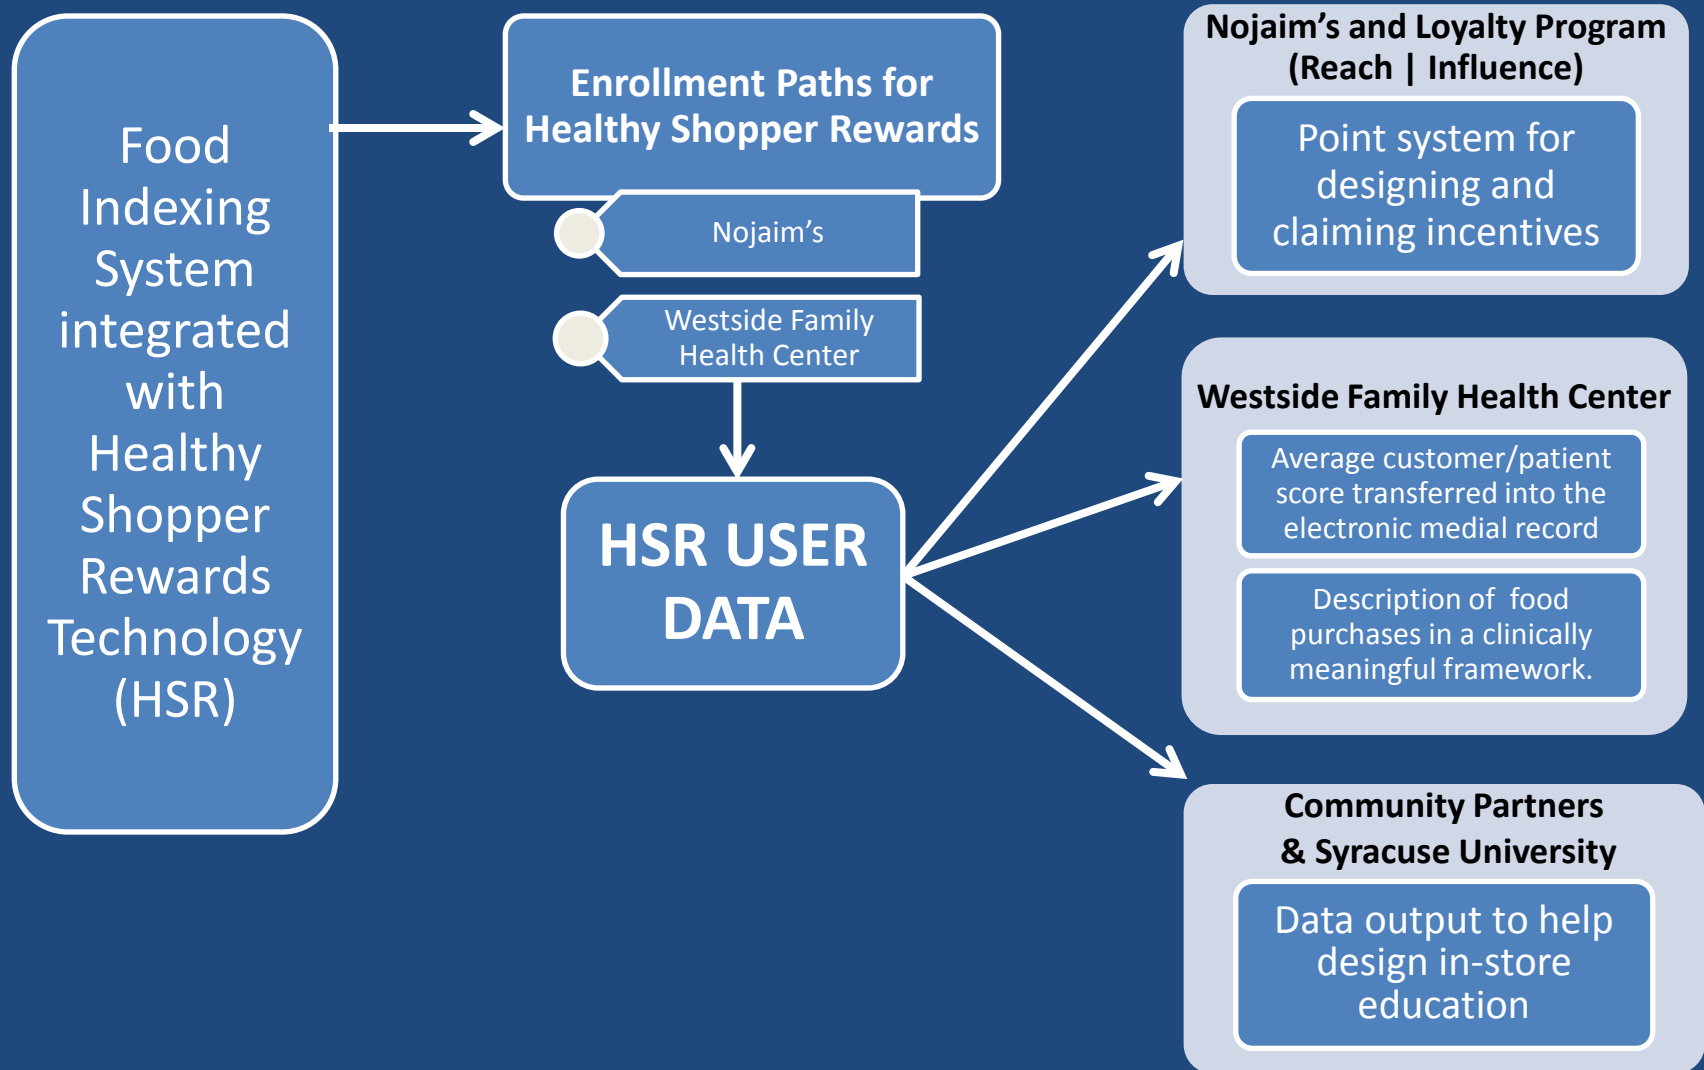 Food
Indexing
System
integrated
with
Healthy
Shopper
Rewards
Technology
(HSR)
Enrollment Paths for
Healthy Shopper Rewards
Nojaim’s
Westside Family
Health Center
HSR USER
DATA
Nojaim’s and Loyalty Program
(Reach | Influence)
Point system for
designing and
claiming incentives
Westside Family Health Center
Average customer/patient
score transferred into the
electronic medial record
Description of food
purchases in a clinically
meaningful framework.
Community Partners
& Syracuse University
Data output to help
design in-store
education